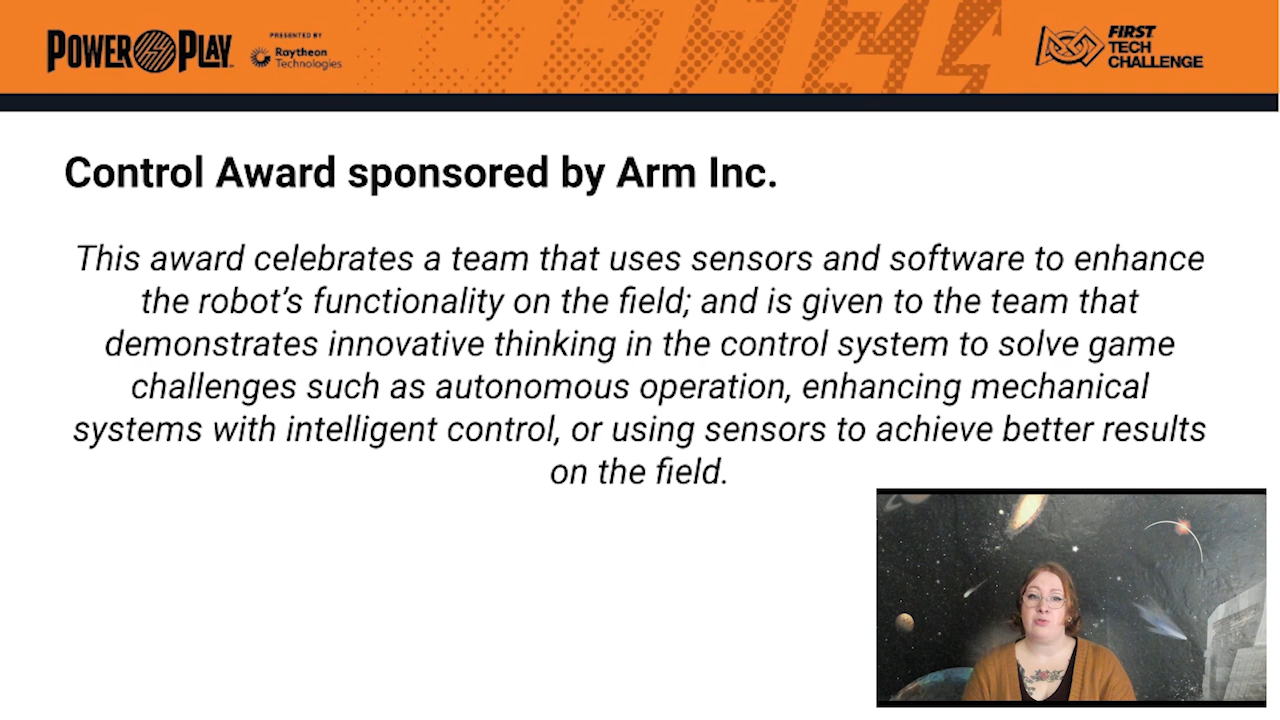 POWER PLAY
PRESENTED BY
Raytheon
Technologies
FIRST
TECH
CHALLENGE
Control Award sponsored by Arm Inc.
This award celebrates a team that uses sensors and software to enhance
the robot’s functionality on the field; and is given to the team that
demonstrates innovative thinking in the control system to solve game
challenges such as autonomous operation, enhancing mechanical
systems with intelligent control, or using sensors to achieve better results
on the field.